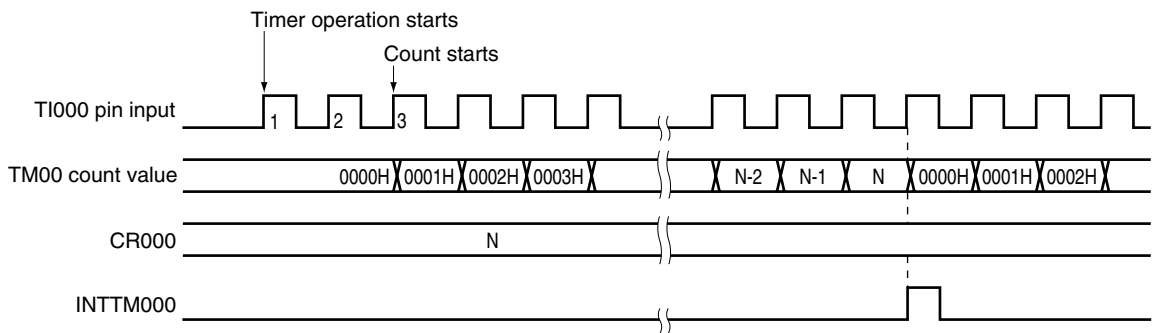 Timer operation starts
Count starts
TI000 pin input
1 2 3
TM00 count value
0000H 0001H 0002H 0003H N-2 N-1 N 0000H 0001H 0002H
CR000
N
INTTM000